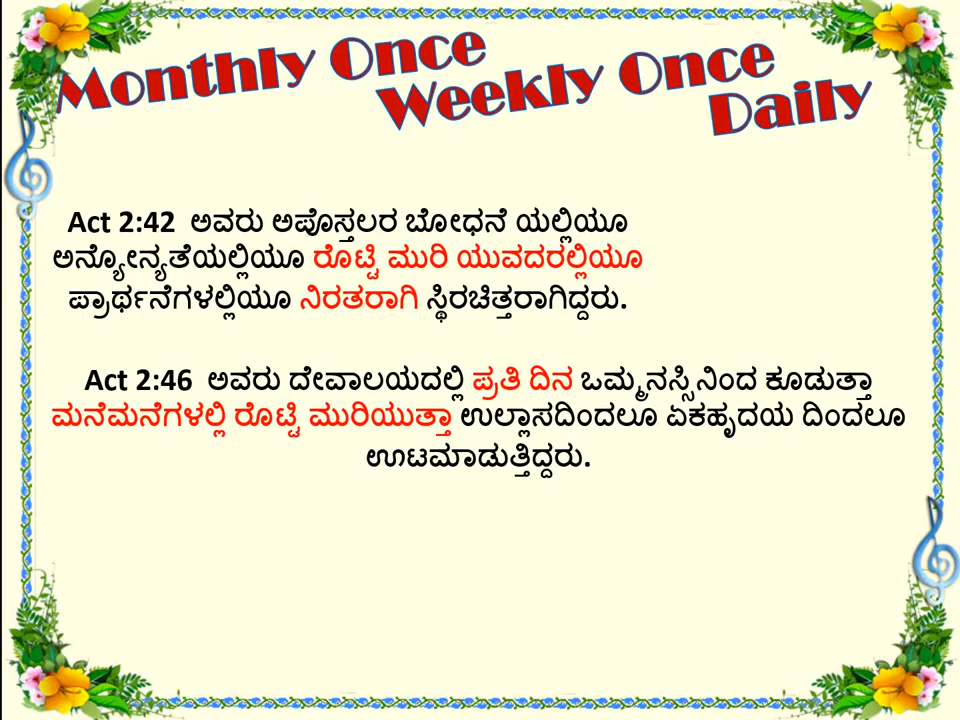 Monthly Once
Weekly Once
Daily
Act 2:42 ಅವರು ಅಪೊಸ್ತಲರ ಬೋಧನೆ ಯಲ್ಲಿಯೂ
ಅನ್ಯೋನ್ಯತೆಯಲ್ಲಿಯೂ ರೊಟ್ಟಿ ಮುರಿ ಯುವದರಲ್ಲಿಯೂ
ಪ್ರಾರ್ಥನೆಗಳಲ್ಲಿಯೂ ನಿರತರಾಗಿ ಸ್ಥಿರಚಿತ್ತರಾಗಿದ್ದರು.
Act 2:46 ಅವರು ದೇವಾಲಯದಲ್ಲಿ ಪ್ರತಿ ದಿನ ಒಮ್ಮನಸ್ಸಿನಿಂದ ಕೂಡುತ್ತಾ
ಮನೆಮನೆಗಳಲ್ಲಿ ರೊಟ್ಟಿ ಮುರಿಯುತ್ತಾ ಉಲ್ಲಾಸದಿಂದಲೂ ಏಕಹೃದಯ ದಿಂದಲೂ
ಊಟಮಾಡುತ್ತಿದ್ದರು.